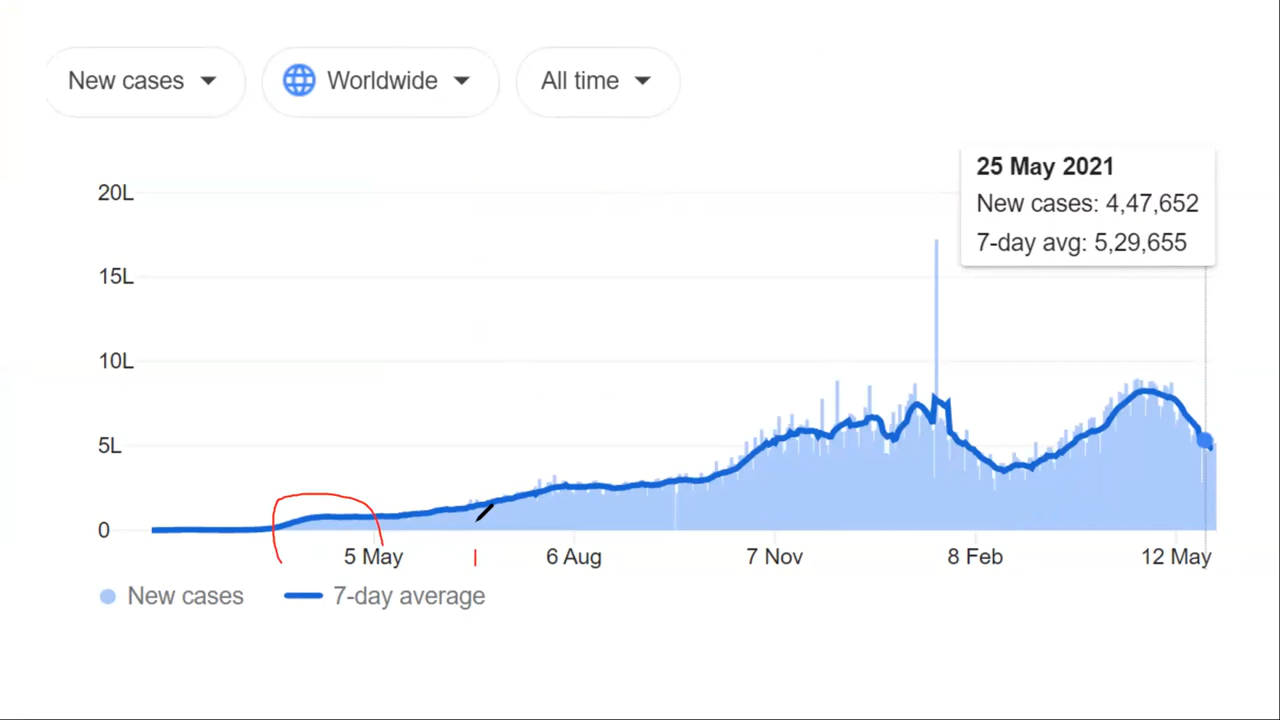 New cases Worldwide All time
25 May 2021
New cases: 4,47,652
7-day avg: 5,29,655
20L
15L
10L
5L
0
5 May 6 Aug 7 Nov 8 Feb 12 May
New cases 7-day average